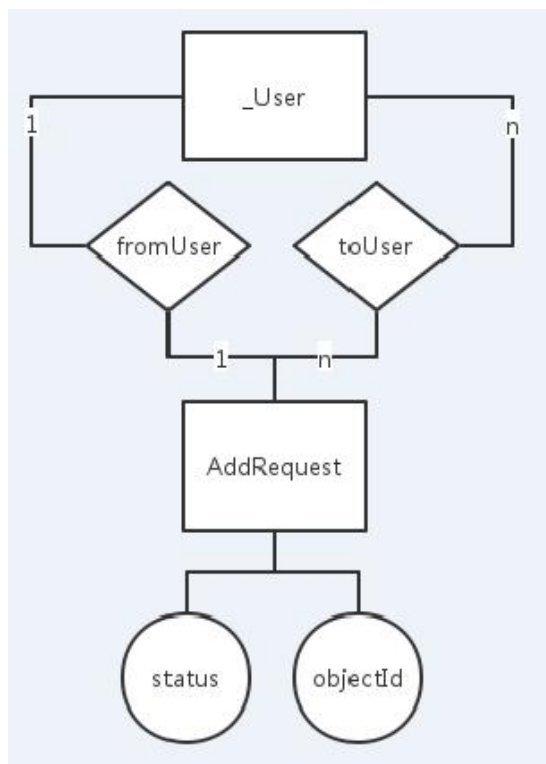 _User
1
n
fromUser
toUser
1
n
AddRequest
status
objectId